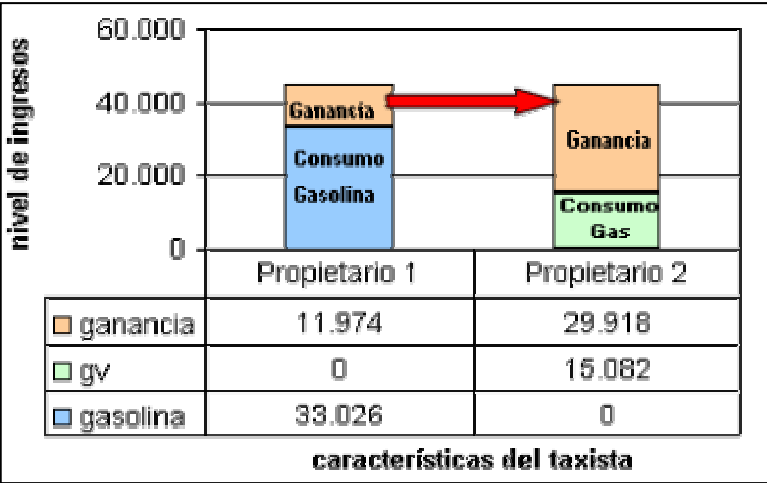 nivel de ingresos
60.000
40.000
20.000
0
Ganancia
Consumo
Gasolina
Ganancia
Consumo
Gas
Propietario 1 Propietario 2
ganancia 11.974 29.918
gv 0 15.082
gasolina 33.026 0
características del taxista